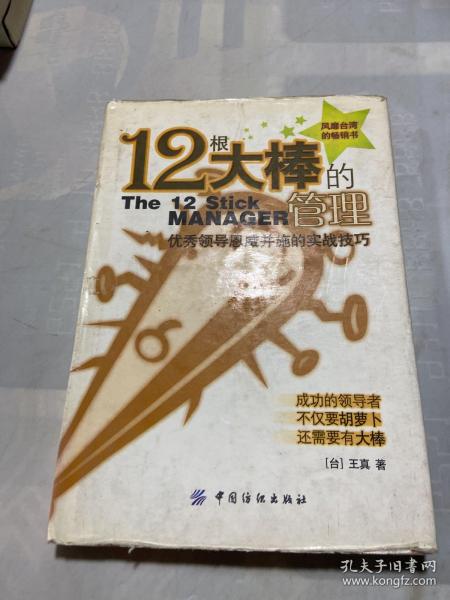 风靡台湾
的畅销书
12根大棒的
管理
The 12 Stick
MANAGER
优秀领导恩威并施的实战技巧
成功的领导者
不仅要胡萝卜
还需要有大棒
[台] 王真 著
中国纺织出版社
孔夫子旧书网
www.kongfz.com